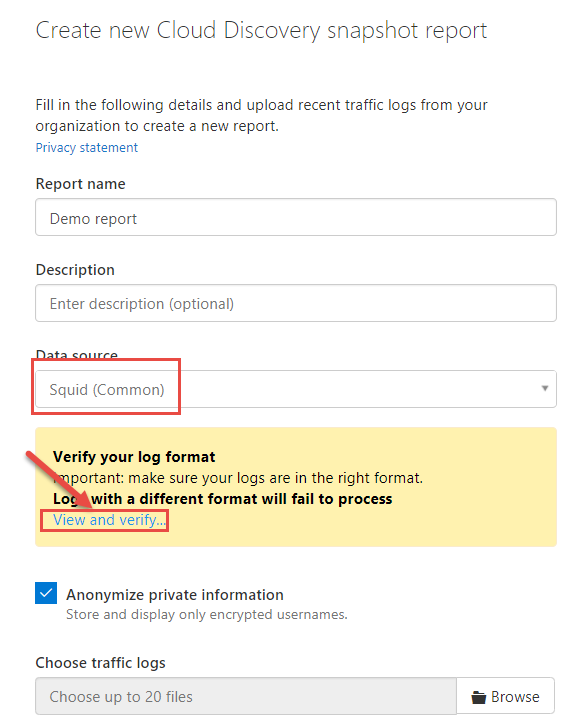 Create new Cloud Discovery snapshot report
Fill in the following details and upload recent traffic logs from your
organization to create a new report.
Privacy statement
Report name
Demo report
Description
Enter description (optional)
Data source
Squid (Common)
Verify your log format
Important: make sure your logs are in the right format.
Logs with a different format will fail to process
View and verify...
Anonymize private information
Store and display only encrypted usernames.
Choose traffic logs
Choose up to 20 files
Browse